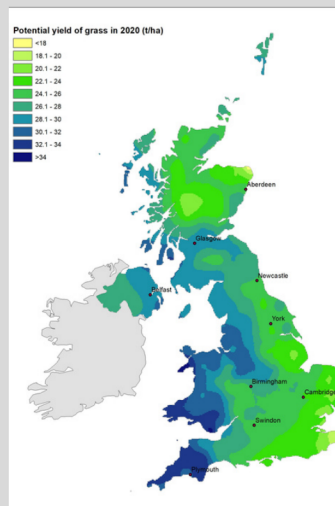 Potential yield of grass in 2020 (t/ha)
<18
18.1 - 20
20.1 - 22
22.1 - 24
24.1 - 26
26.1 - 28
28.1 - 30
30.1 - 32
32.1 - 34
>34
Aberdeen
Glasgow
Newcastle
Belfast
York
Birmingham
Cambridge
Swindon
Plymouth